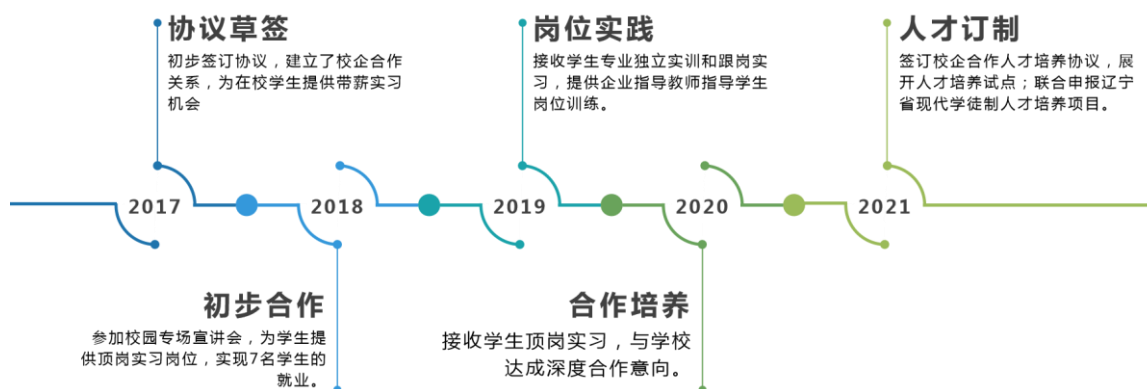 协议草签
初步签订协议，建立了校企合作
关系，为在校学生提供带薪实习
机会
岗位实践
接收学生专业独立实训和跟岗实
习，提供企业指导教师指导学生
岗位训练。
人才订制
签订校企合作人才培养协议，展
开人才培养试点；联合申报辽宁
省现代学徒制人才培养项目。
2017
2018
2019
2020
2021
初步合作
参加校园专场宣讲会，为学生提
供顶岗实习岗位，实现7名学生的
就业。
合作培养
接收学生顶岗实习，与学校
达成深度合作意向。